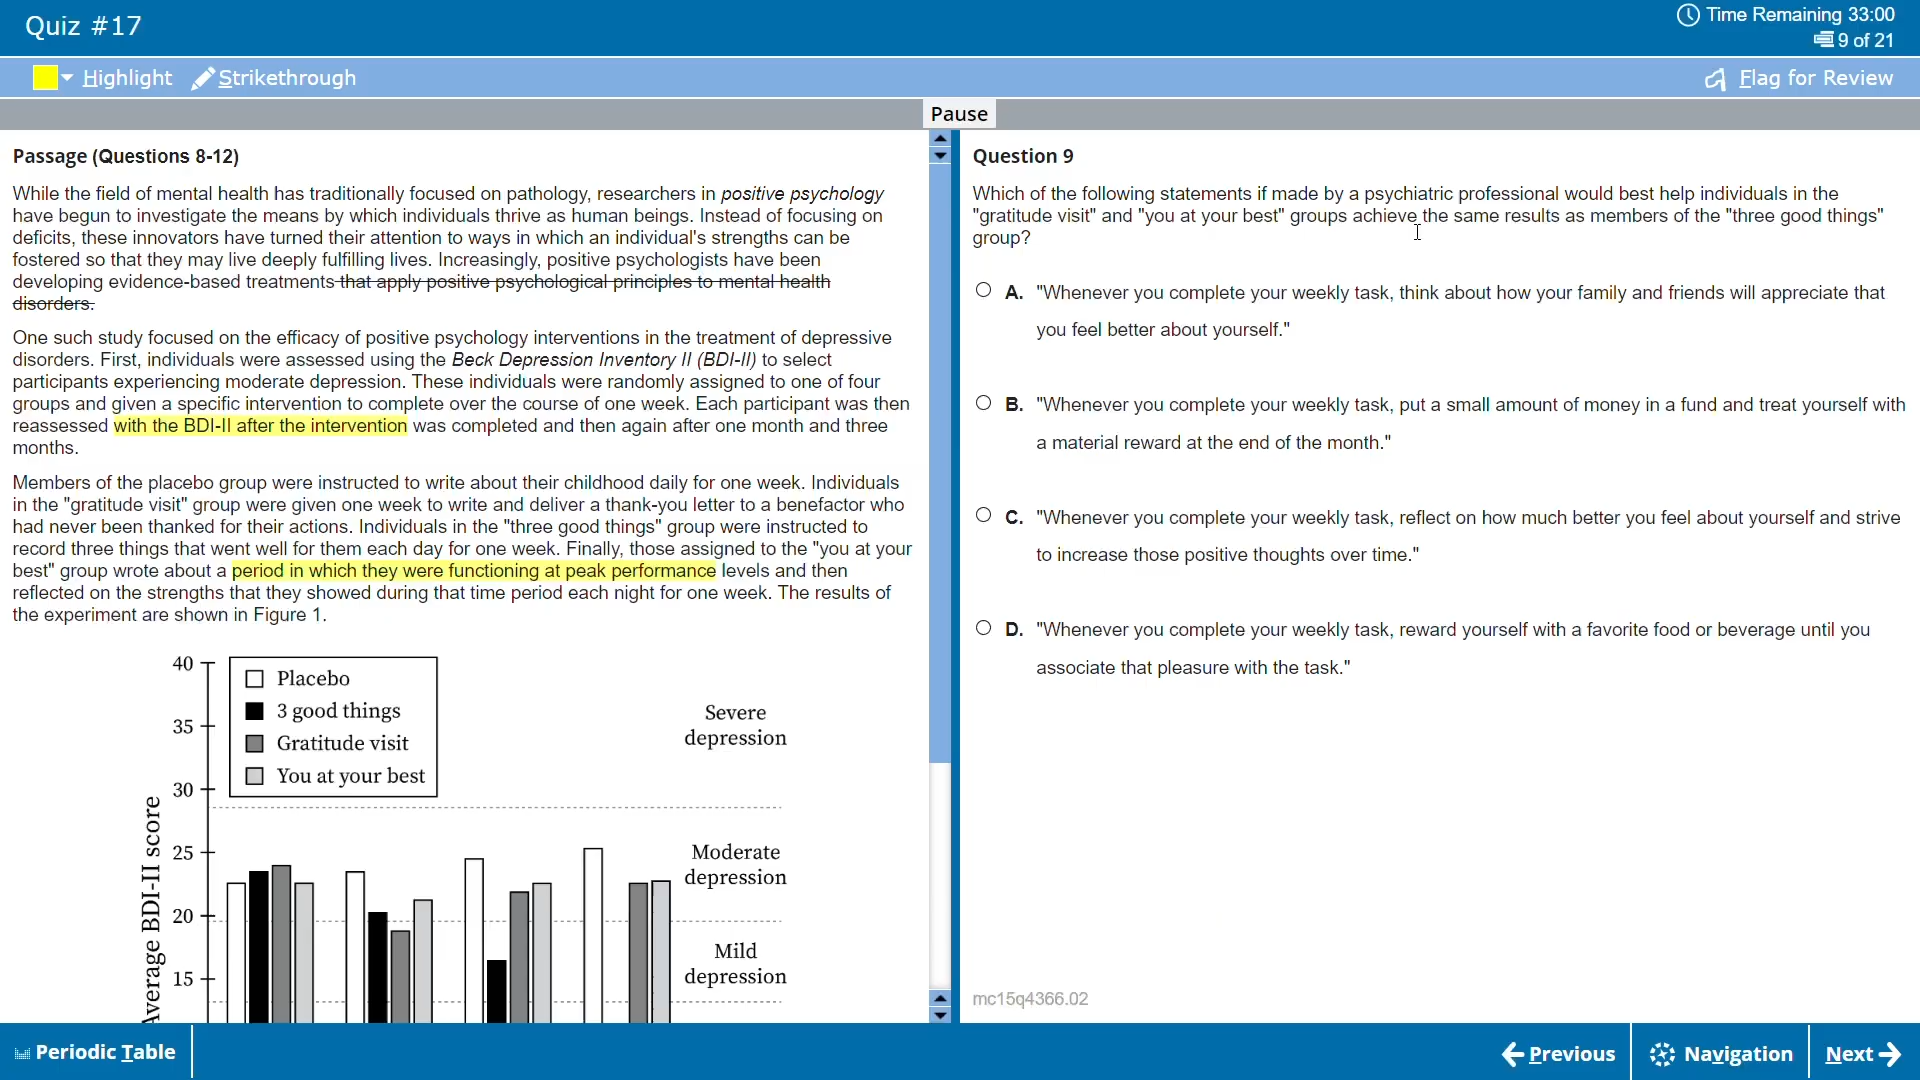 Quiz #17
Time Remaining 33:00
9 of 21
Highlight
Strikethrough
Flag for Review
Pause
Passage (Questions 8-12)
While the field of mental health has traditionally focused on pathology, researchers in positive psychology
have begun to investigate the means by which individuals thrive as human beings. Instead of focusing on
deficits, these innovators have turned their attention to ways in which an individual's strengths can be
fostered so that they may live deeply fulfilling lives. Increasingly, positive psychologists have been
developing evidence-based treatments that apply positive psychological principles to mental health
disorders.
One such study focused on the efficacy of positive psychology interventions in the treatment of depressive
disorders. First, individuals were assessed using the Beck Depression Inventory II (BDI-II) to select
participants experiencing moderate depression. These individuals were randomly assigned to one of four
groups and given a specific intervention to complete over the course of one week. Each participant was then
reassessed with the BDI-II after the intervention was completed and then again after one month and three
months.
Members of the placebo group were instructed to write about their childhood daily for one week. Individuals
in the "gratitude visit" group were given one week to write and deliver a thank-you letter to a benefactor who
had never been thanked for their actions. Individuals in the "three good things" group were instructed to
record three things that went well for them each day for one week. Finally, those assigned to the "you at your
best" group wrote about a period in which they were functioning at peak performance levels and then
reflected on the strengths that they showed during that time period each night for one week. The results of
the experiment are shown in Figure 1.
40
35
30
25
20
15
Average BDI-II score
Placebo
3 good things
Gratitude visit
You at your best
Severe
depression
Moderate
depression
Mild
depression
Question 9
Which of the following statements if made by a psychiatric professional would best help individuals in the
"gratitude visit" and "you at your best" groups achieve the same results as members of the "three good things"
group?
A. "Whenever you complete your weekly task, think about how your family and friends will appreciate that
you feel better about yourself."
B. "Whenever you complete your weekly task, put a small amount of money in a fund and treat yourself with
a material reward at the end of the month."
C. "Whenever you complete your weekly task, reflect on how much better you feel about yourself and strive
to increase those positive thoughts over time."
D. "Whenever you complete your weekly task, reward yourself with a favorite food or beverage until you
associate that pleasure with the task."
mc15q4366.02
Periodic Table
Previous
Navigation
Next